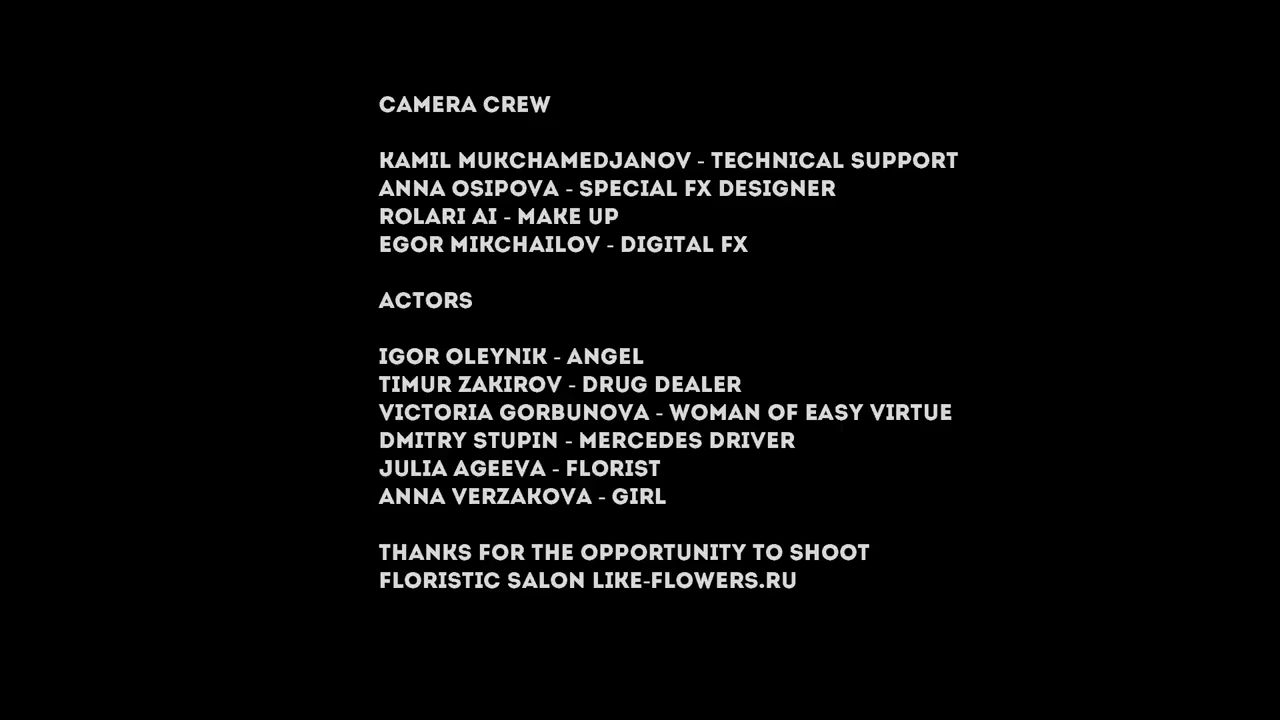 CAMERA CREW
KAMIL MUKCHAMEDJANOV - TECHNICAL SUPPORT
ANNA OSIPOVA - SPECIAL FX DESIGNER
ROLARI AI - MAKE UP
EGOR MIKCHAILOV - DIGITAL FX
ACTORS
IGOR OLEYNIK - ANGEL
TIMUR ZAKIROV - DRUG DEALER
VICTORIA GORBUNOVA - WOMAN OF EASY VIRTUE
DMITRY STUPIN - MERCEDES DRIVER
JULIA AGEEVA - FLORIST
ANNA VERZAKOVA - GIRL
THANKS FOR THE OPPORTUNITY TO SHOOT
FLORISTIC SALON LIKE-FLOWERS.RU